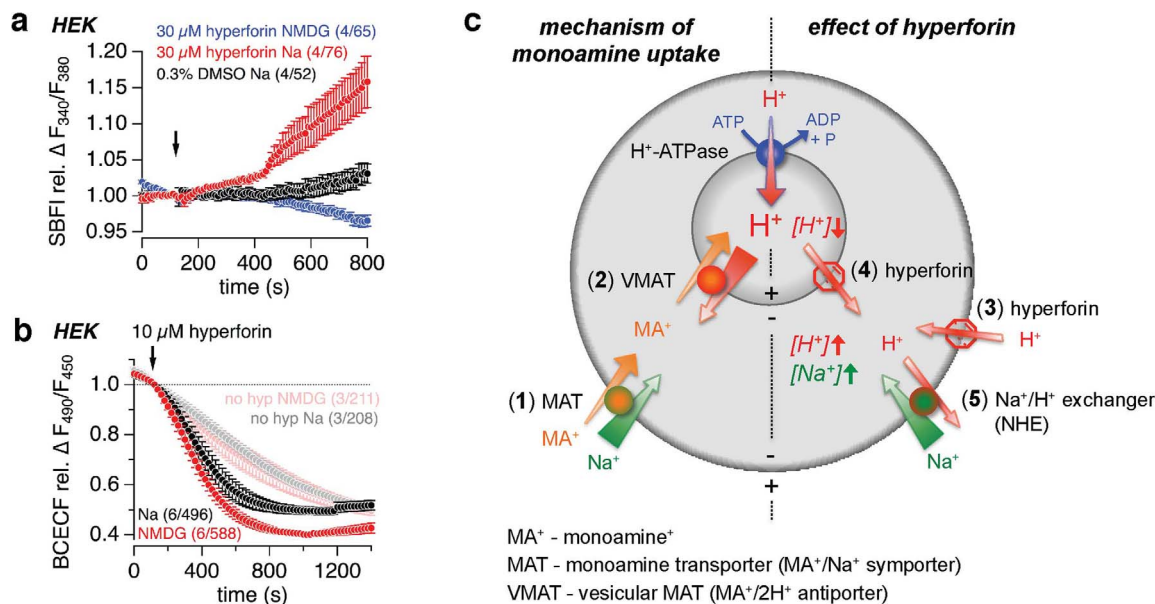 a HEK
30 µM hyperforin NMDG (4/65)
30 µM hyperforin Na (4/76)
0.3% DMSO Na (4/52)
SBFI rel. Δ F340/F380
1.20
1.15
1.10
1.05
1.00
0.95
0 200 400 600 800
time (s)
b HEK
10 µM hyperforin
no hyp NMDG (3/211)
no hyp Na (3/208)
Na (6/496)
NMDG (6/588)
BCECF rel. Δ F490/F450
1.0
0.8
0.6
0.4
0 400 800 1200
time (s)
c
mechanism of
monoamine uptake
effect of hyperforin
H+
ATP
ADP
+ P
H+-ATPase
H+ [H+]
(2) VMAT
(4) hyperforin
+
-
(3) hyperforin
MA+
H+
[H+]
H+
[Na+]
(1) MAT
(5) Na+/H+ exchanger
(NHE)
MA+
Na+
Na+
-
+
MA+ - monoamine+
MAT - monoamine transporter (MA+/Na+ symporter)
VMAT - vesicular MAT (MA+/2H+ antiporter)